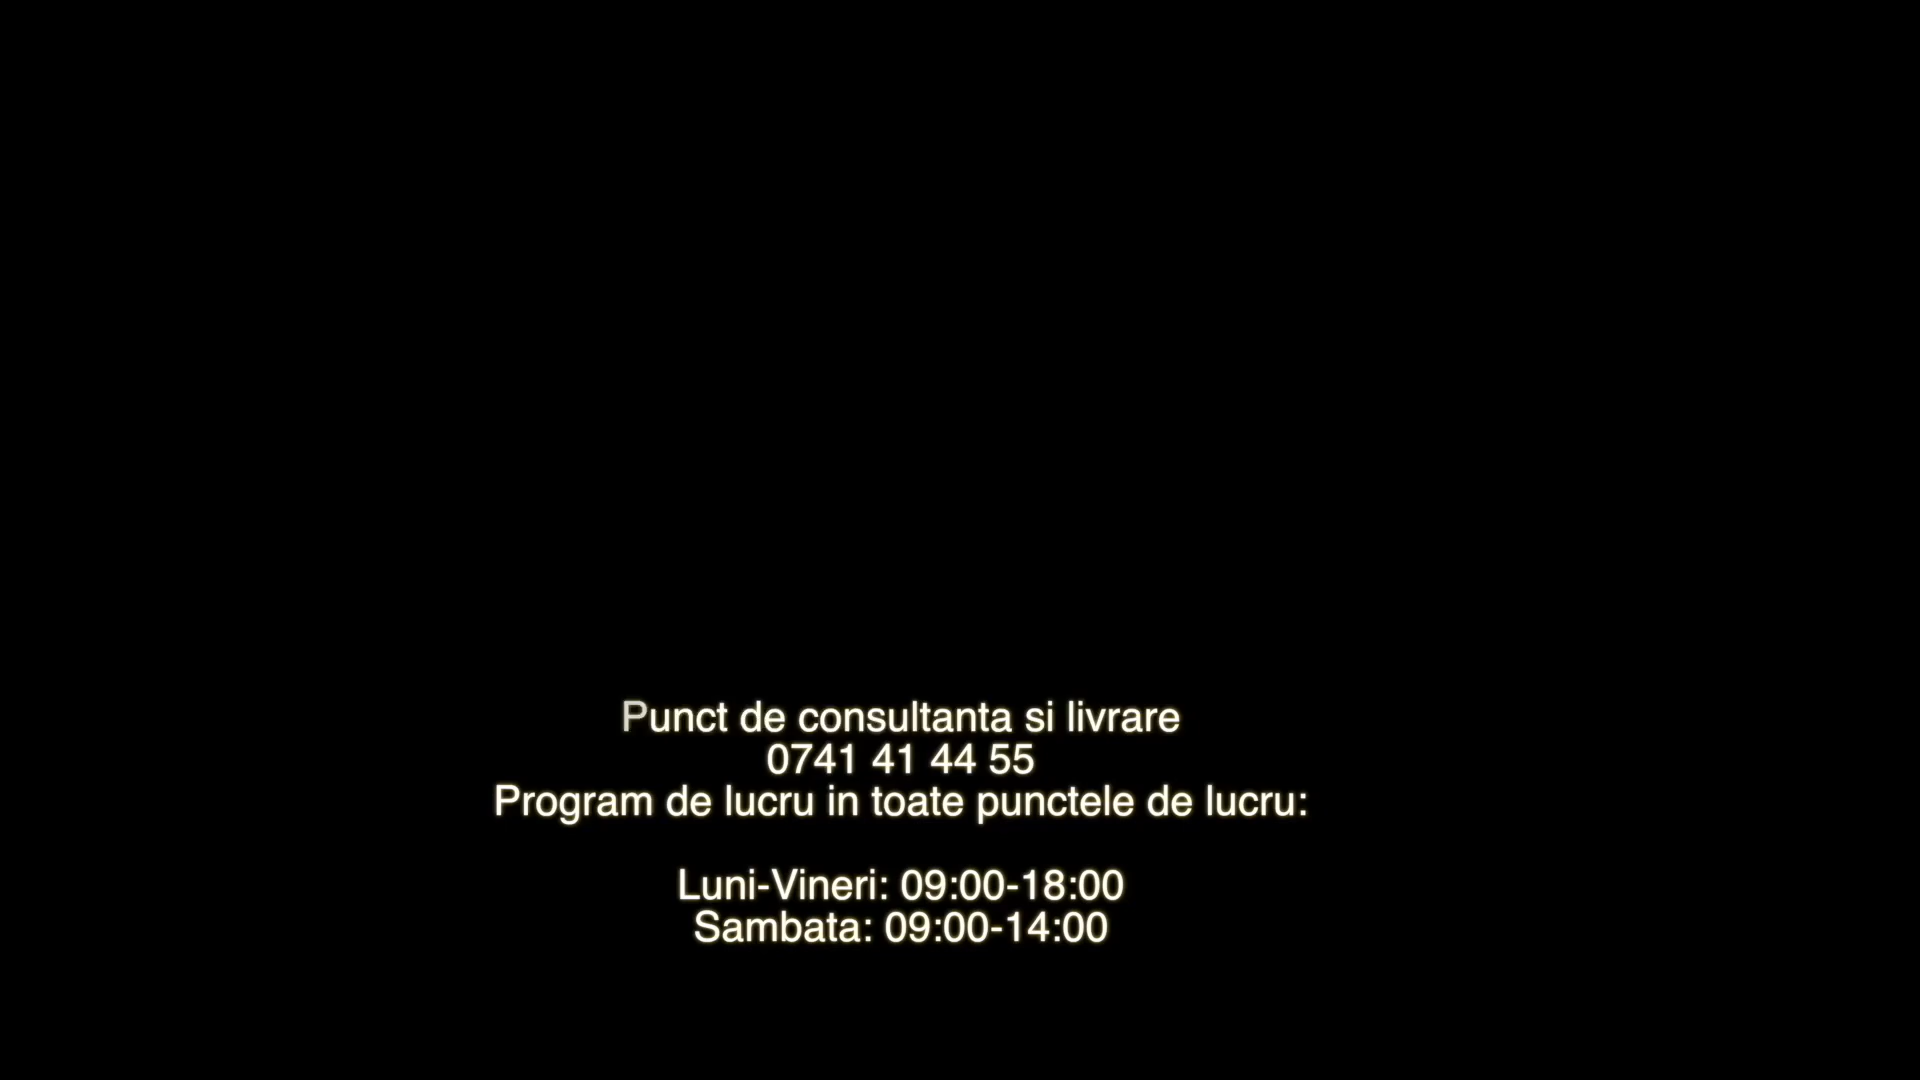 Punct de consultanta si livrare
0741 41 44 55
Program de lucru in toate punctele de lucru:
Luni-Vineri: 09:00-18:00
Sambata: 09:00-14:00